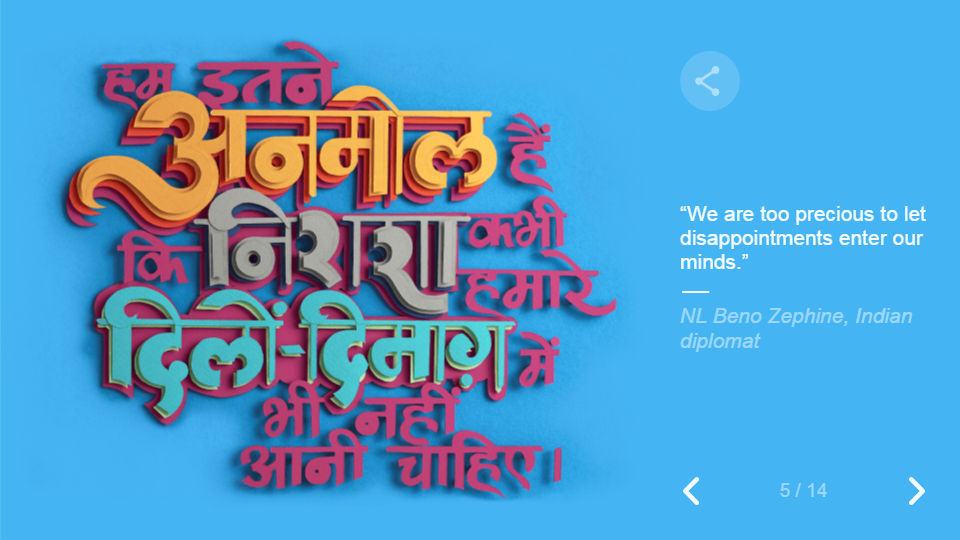 हम इतने
अनमोल हैं
कि निराशा कभी
हमारे
दिलों-दिमाग़ में
भी नहीं
आनी चाहिए।
“We are too precious to let
disappointments enter our
minds.”
NL Beno Zephine, Indian
diplomat
5 / 14